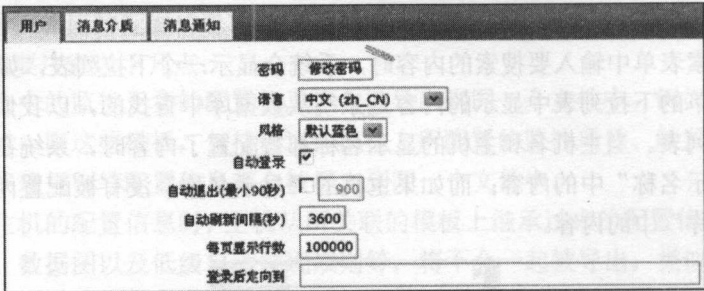 用户 消息介质 消息通知
密码 修改密码
语言 中文 (zh_CN)
风格 默认蓝色
自动登录
自动退出(最小90秒) 900
自动刷新间隔(秒) 3600
每页显示行数 100000
登录后定向到